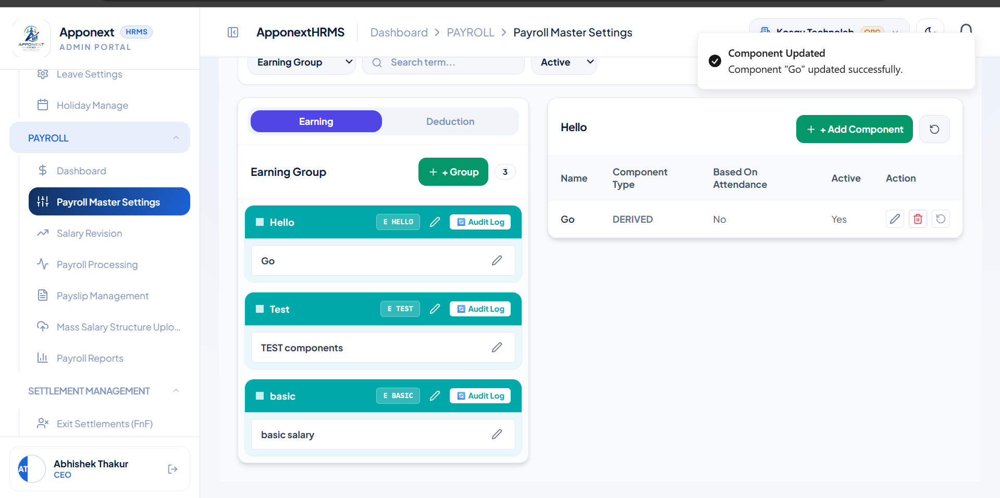 Apponext HRMS
ADMIN PORTAL
APPONEXT
HRMS
Leave Settings
Holiday Manage
PAYROLL
Dashboard
Payroll Master Settings
Salary Revision
Payroll Processing
Payslip Management
Mass Salary Structure Uplo...
Payroll Reports
SETTLEMENT MANAGEMENT
Exit Settlements (FnF)
AT
Abhishek Thakur
CEO
ApponextHRMS
Dashboard > PAYROLL > Payroll Master Settings
Kosqu Technolab ORG
Component Updated
Component "Go" updated successfully.
Earning Group
Search term...
Active
Earning
Deduction
Earning Group
+ + Group
3
Hello E HELLO Audit Log
Go
Test E TEST Audit Log
TEST components
basic E BASIC Audit Log
basic salary
Hello
+ + Add Component
Name Component Type Based On Attendance Active Action
Go DERIVED No Yes